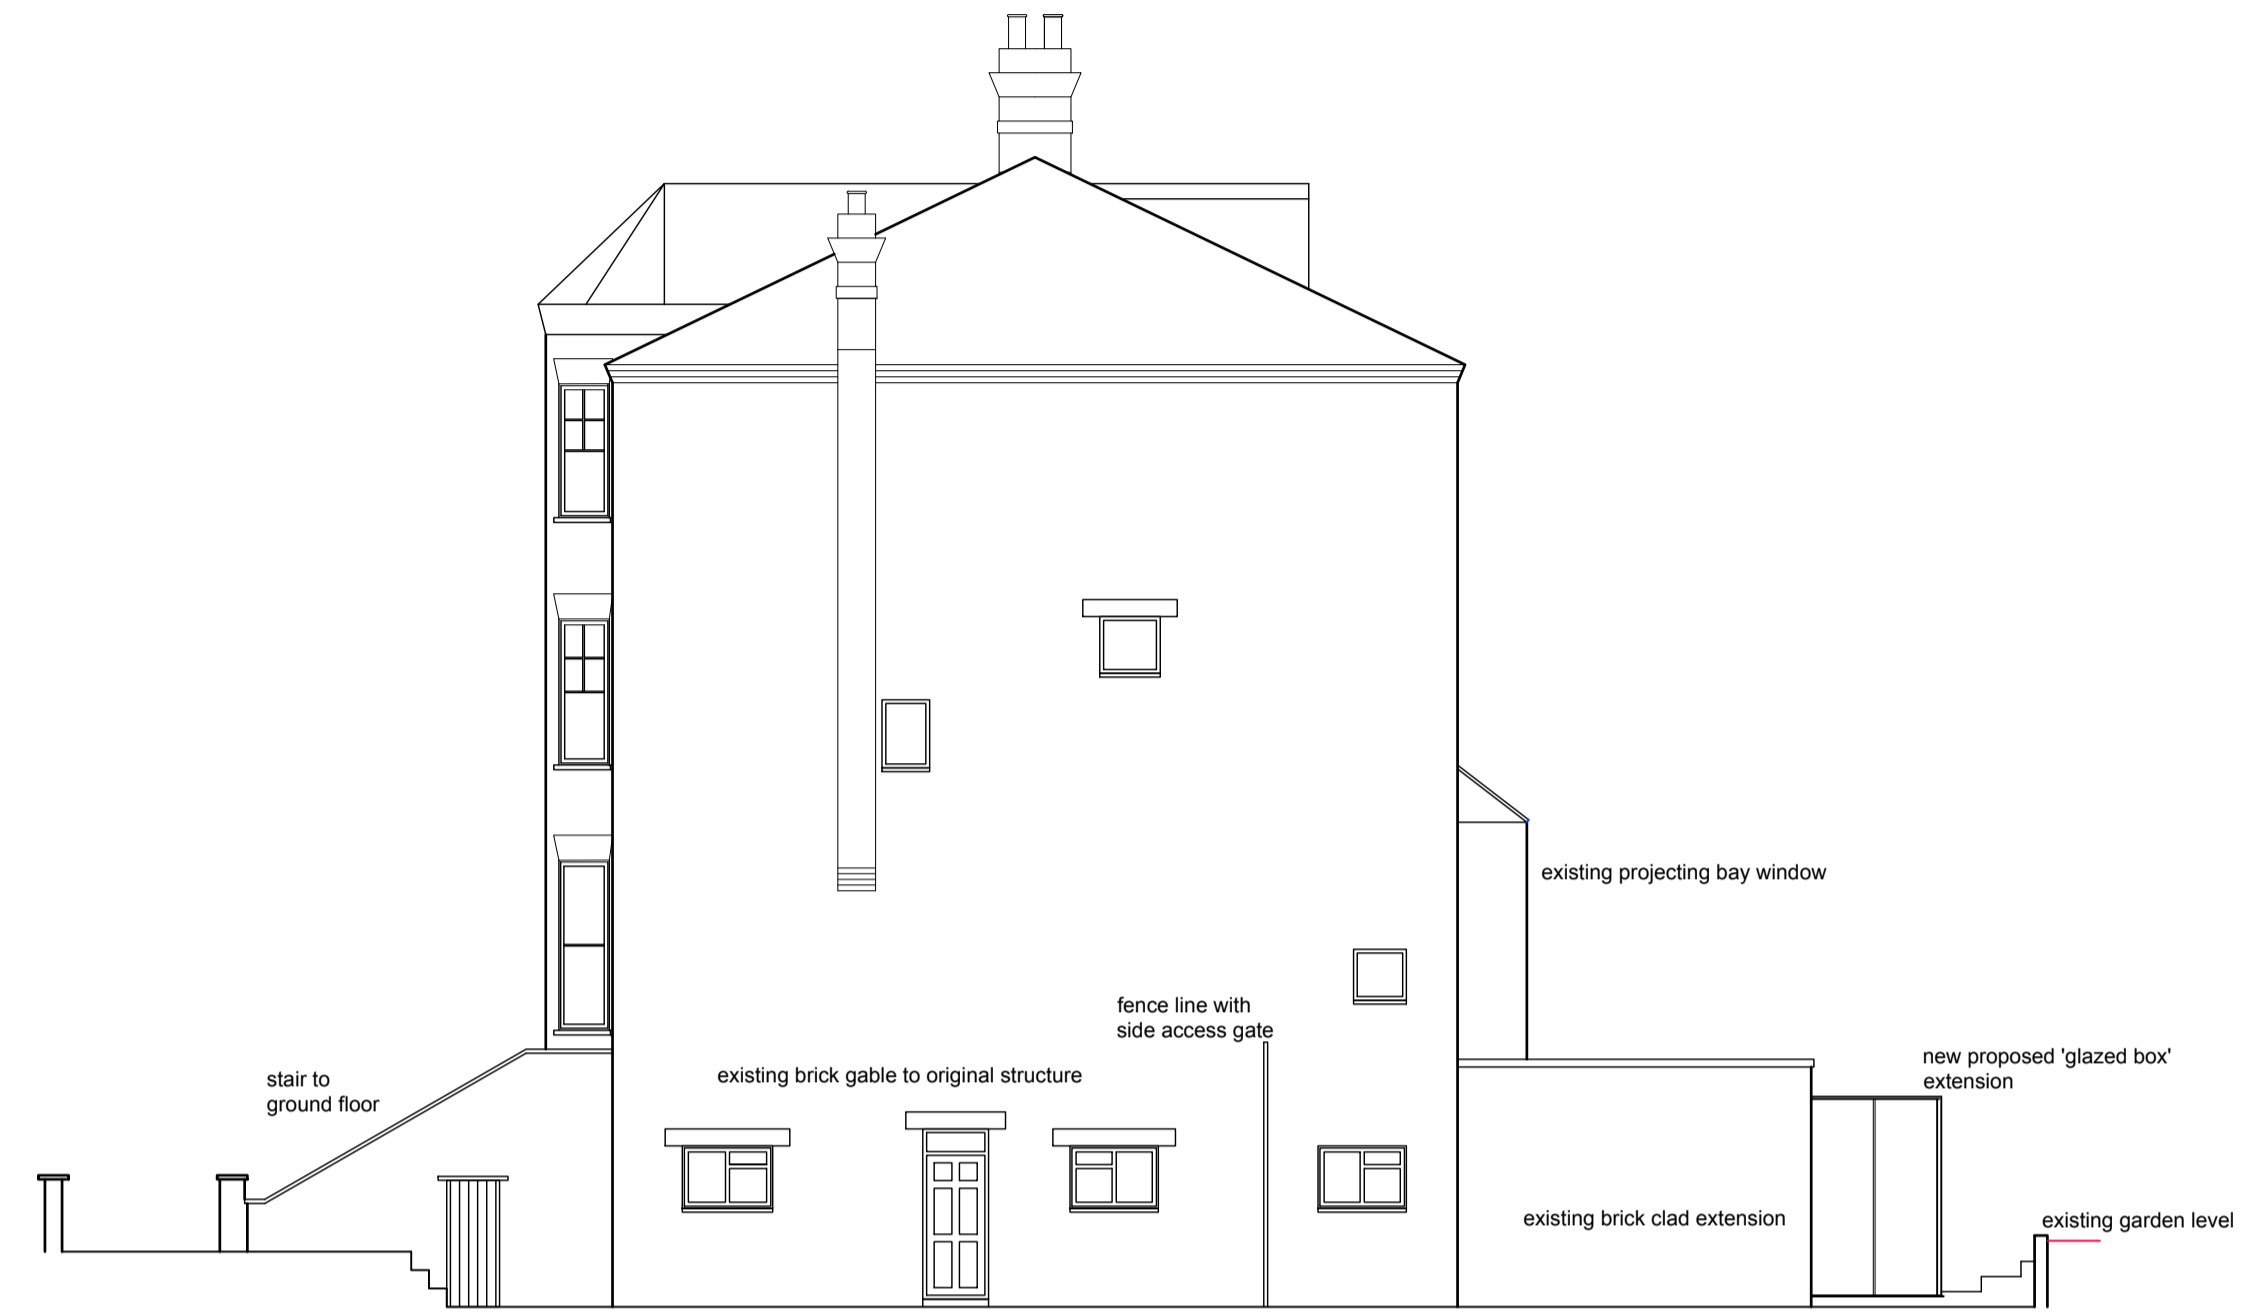 existing projecting bay window
fence line with
side access gate
new proposed 'glazed box'
extension
stair to
ground floor
existing brick gable to original structure
existing brick clad extension
existing garden level